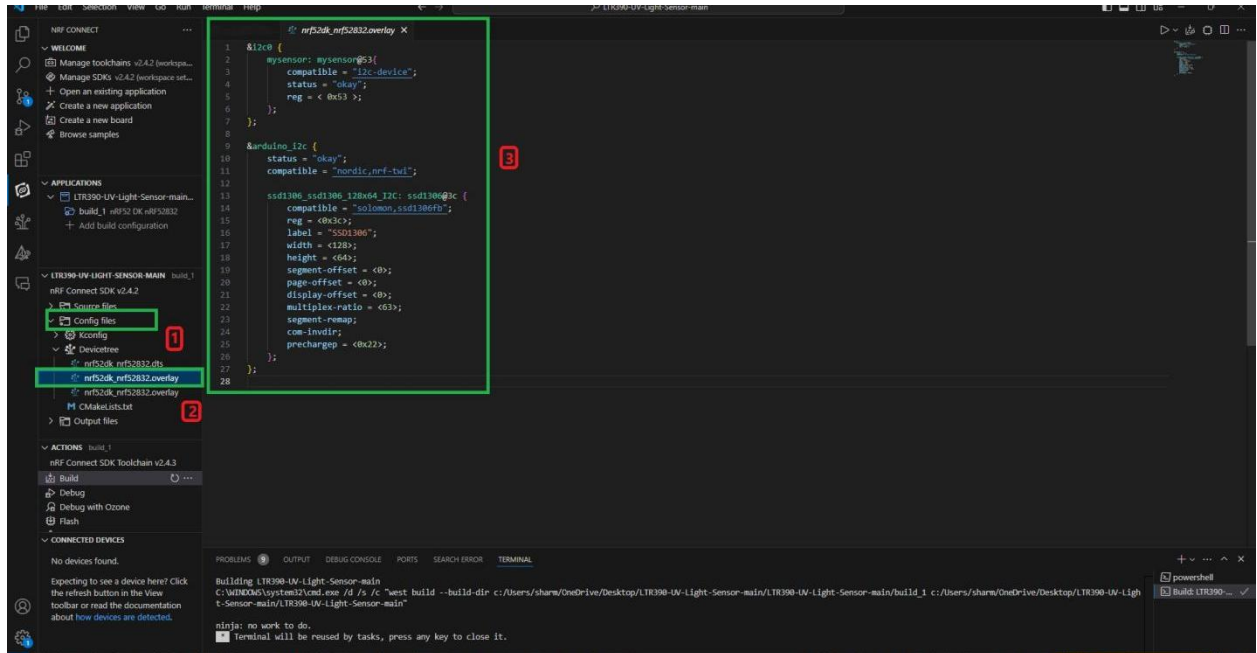 File Edit Selection View Go Run Terminal Help
LTR390-UV-Light-Sensor-main
NRF CONNECT
WELCOME
Manage toolchains v2.4.2 (workspa...
Manage SDKs v2.4.2 (workspace set...
Open an existing application
Create a new application
Create a new board
Browse samples
APPLICATIONS
LTR390-UV-Light-Sensor-main...
build_1 nRF52 DK nRF52832
Add build configuration
LTR390-UV-LIGHT-SENSOR-MAIN build_1
nRF Connect SDK v2.4.2
Source files
Config files
1
Kconfig
Devicetree
nrf52dk_nrf52832.dts
nrf52dk_nrf52832.overlay
nrf52dk_nrf52832.overlay
2
CMakeLists.txt
Output files
ACTIONS build_1
nRF Connect SDK Toolchain v2.4.3
Build
Debug
Debug with Ozone
Flash
CONNECTED DEVICES
No devices found.
Expecting to see a device here? Click
the refresh button in the View
toolbar or read the documentation
about how devices are detected.
nrf52dk_nrf52832.overlay
1 &i2c0 {
2 mysensor: mysensor@53{
3 compatible = "i2c-device";
4 status = "okay";
5 reg = < 0x53 >;
6 };
7 };
8
9 &arduino_i2c {
10 status = "okay";
11 compatible = "nordic,nrf-twi";
12
13 ssd1306_ssd1306_128x64_I2C: ssd1306@3c {
14 compatible = "solomon,ssd1306fb";
15 reg = <0x3c>;
16 label = "SSD1306";
17 width = <128>;
18 height = <64>;
19 segment-offset = <0>;
20 page-offset = <0>;
21 display-offset = <0>;
22 multiplex-ratio = <63>;
23 segment-remap;
24 com-invdir;
25 prechargep = <0x22>;
26 };
27 };
28
3
PROBLEMS 9 OUTPUT DEBUG CONSOLE PORTS SEARCH ERROR TERMINAL
Building LTR390-UV-Light-Sensor-main
C:\WINDOWS\system32\cmd.exe /d /s /c "west build --build-dir c:/Users/sharm/OneDrive/Desktop/LTR390-UV-Light-Sensor-main/LTR390-UV-Light-Sensor-main/build_1 c:/Users/sharm/OneDrive/Desktop/LTR390-UV-Ligh
t-Sensor-main/LTR390-UV-Light-Sensor-main"
ninja: no work to do.
* Terminal will be reused by tasks, press any key to close it.
powershell
Build: LTR390-...